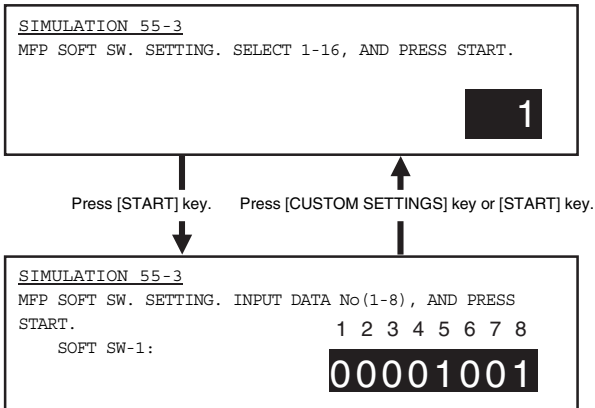 SIMULATION 55-3
MFP SOFT SW. SETTING. SELECT 1-16, AND PRESS START.
1
Press [START] key. Press [CUSTOM SETTINGS] key or [START] key.
SIMULATION 55-3
MFP SOFT SW. SETTING. INPUT DATA No(1-8), AND PRESS
START.
1 2 3 4 5 6 7 8
SOFT SW-1:
00001001